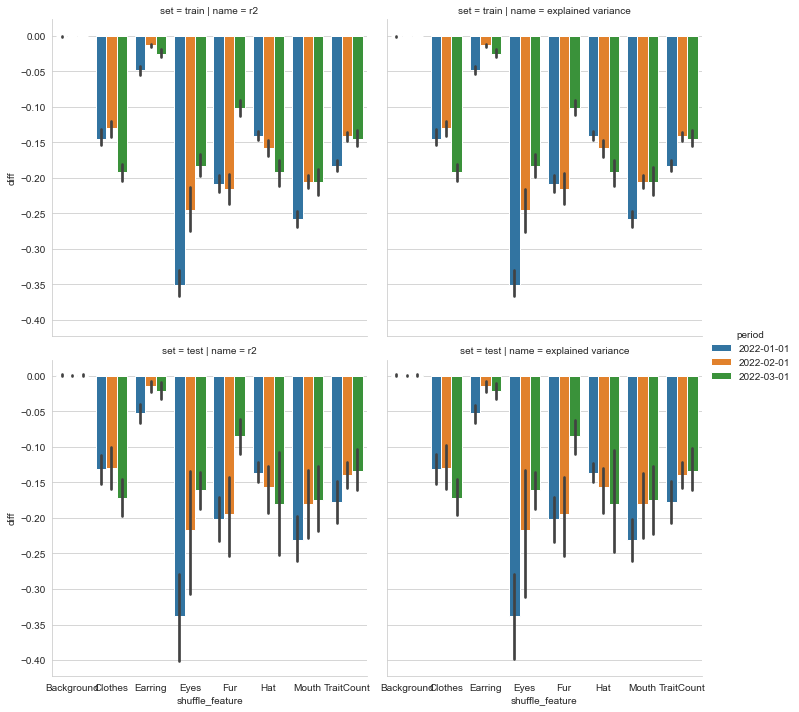 set = train | name = r2
set = train | name = explained variance
0.00
−0.05
−0.10
−0.15
−0.20
−0.25
−0.30
−0.35
−0.40
diff
set = test | name = r2
set = test | name = explained variance
0.00
−0.05
−0.10
−0.15
−0.20
−0.25
−0.30
−0.35
−0.40
diff
Background Clothes Earring Eyes Fur Hat Mouth TraitCount
shuffle_feature
Background Clothes Earring Eyes Fur Hat Mouth TraitCount
shuffle_feature
period
2022-01-01
2022-02-01
2022-03-01